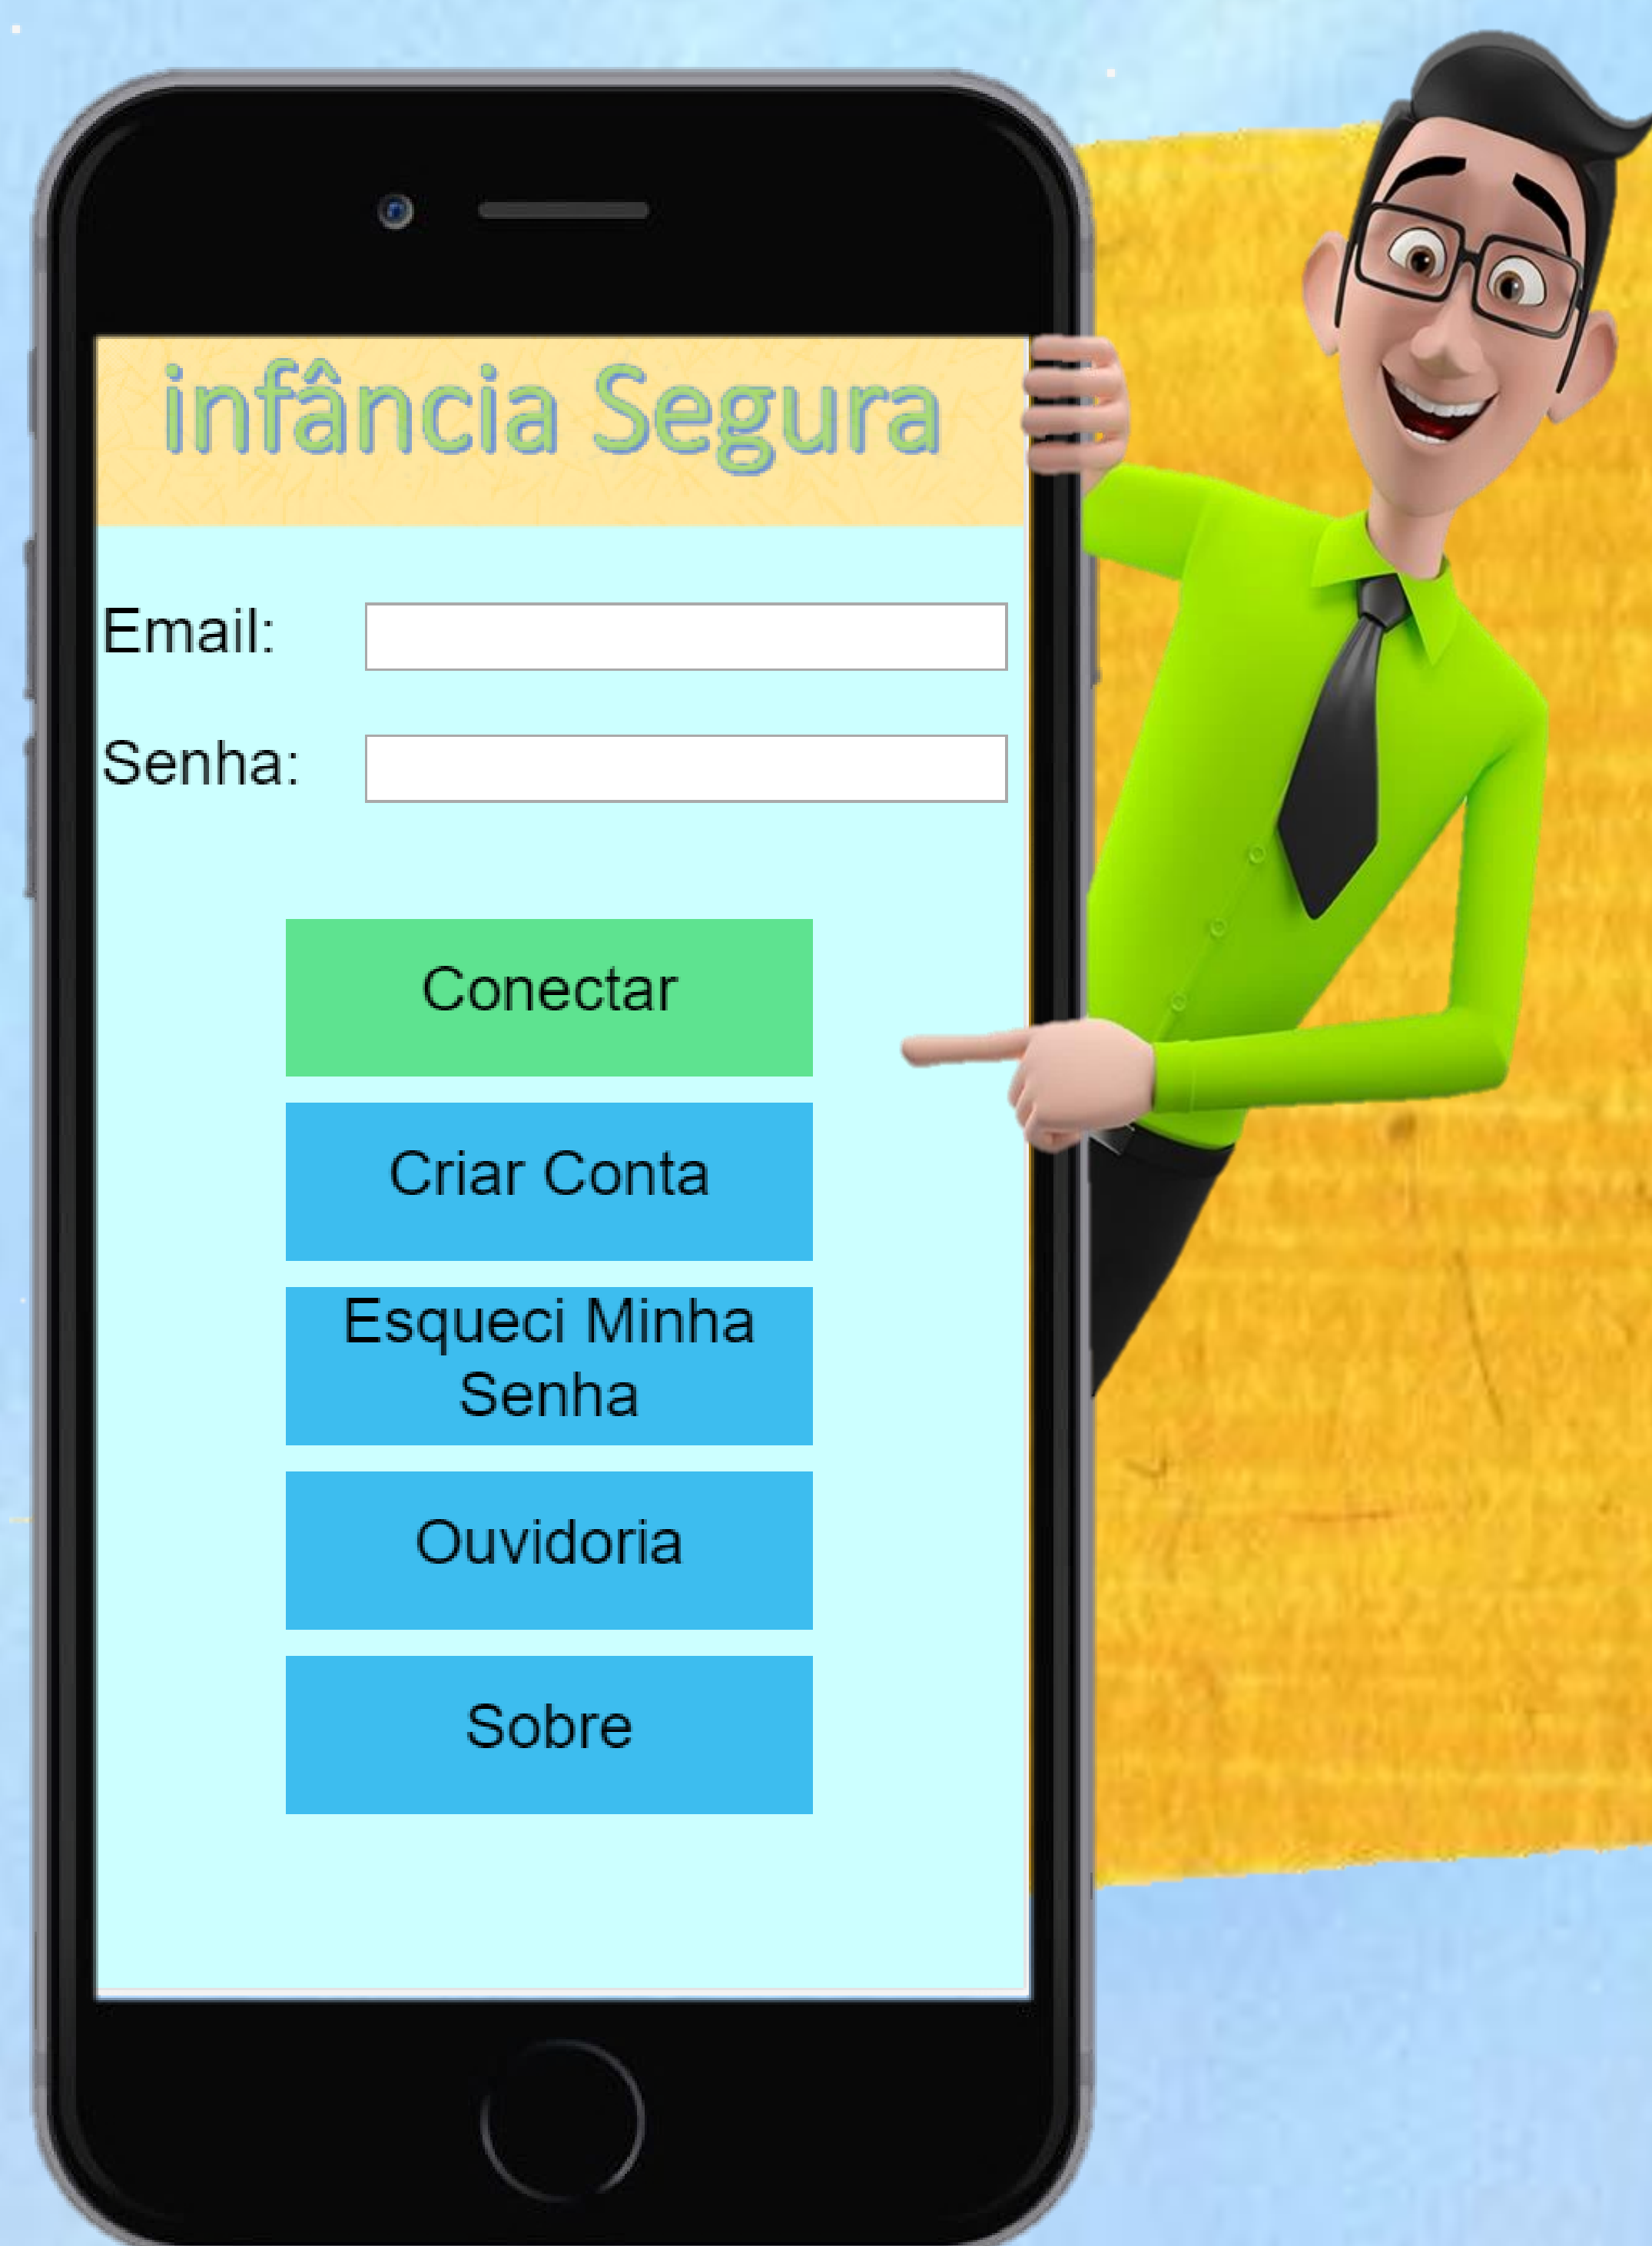 infância Segura
Email:
Senha:
Conectar
Criar Conta
Esqueci Minha
Senha
Ouvidoria
Sobre